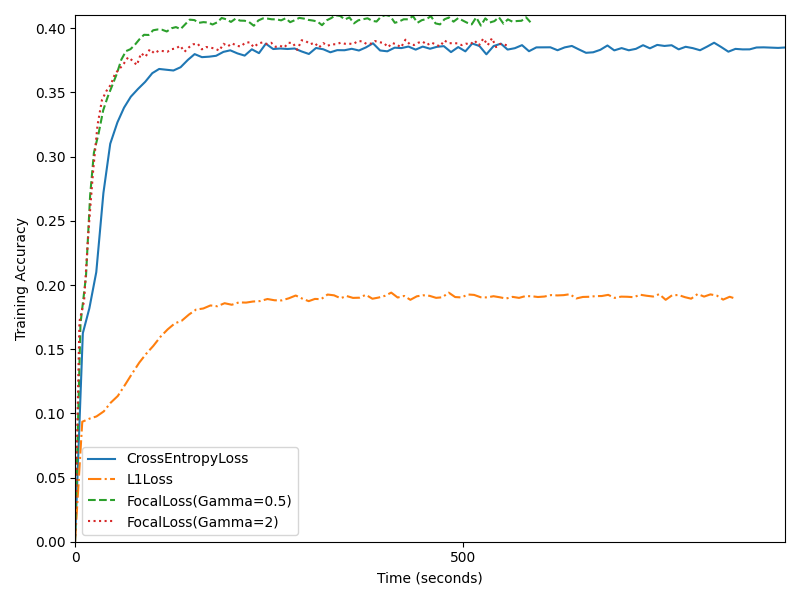 0.40
0.35
0.30
0.25
0.20
0.15
0.10
0.05
0.00
Training Accuracy
CrossEntropyLoss
L1Loss
FocalLoss(Gamma=0.5)
FocalLoss(Gamma=2)
0
500
Time (seconds)